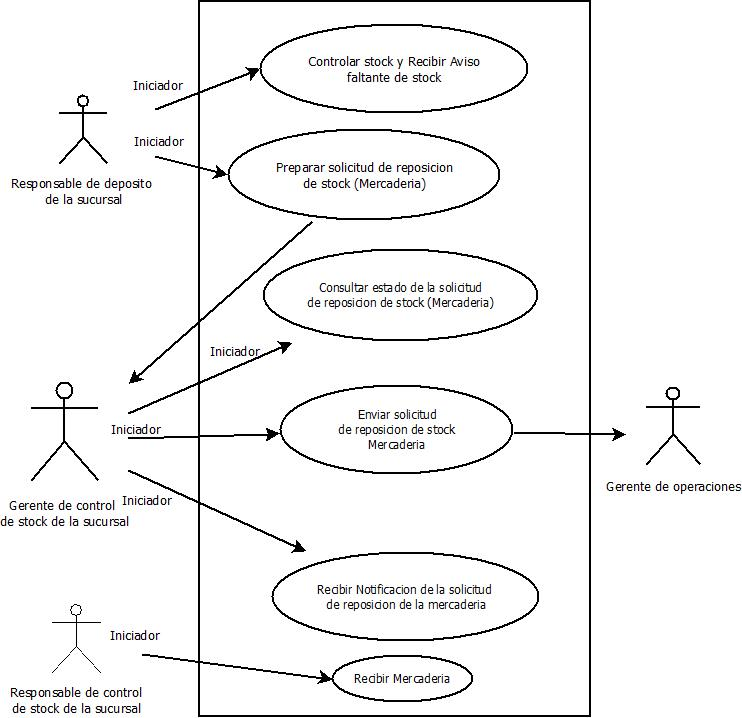 Controlar stock y Recibir Aviso
faltante de stock
Iniciador
Iniciador
Responsable de deposito
de la sucursal
Preparar solicitud de reposicion
de stock (Mercaderia)
Consultar estado de la solicitud
de reposicion de stock (Mercaderia)
Iniciador
Enviar solicitud
de reposicion de stock
Mercaderia
Iniciador
Gerente de operaciones
Gerente de control
de stock de la sucursal
Iniciador
Recibir Notificacion de la solicitud
de reposicion de la mercaderia
Iniciador
Recibir Mercaderia
Responsable de control
de stock de la sucursal